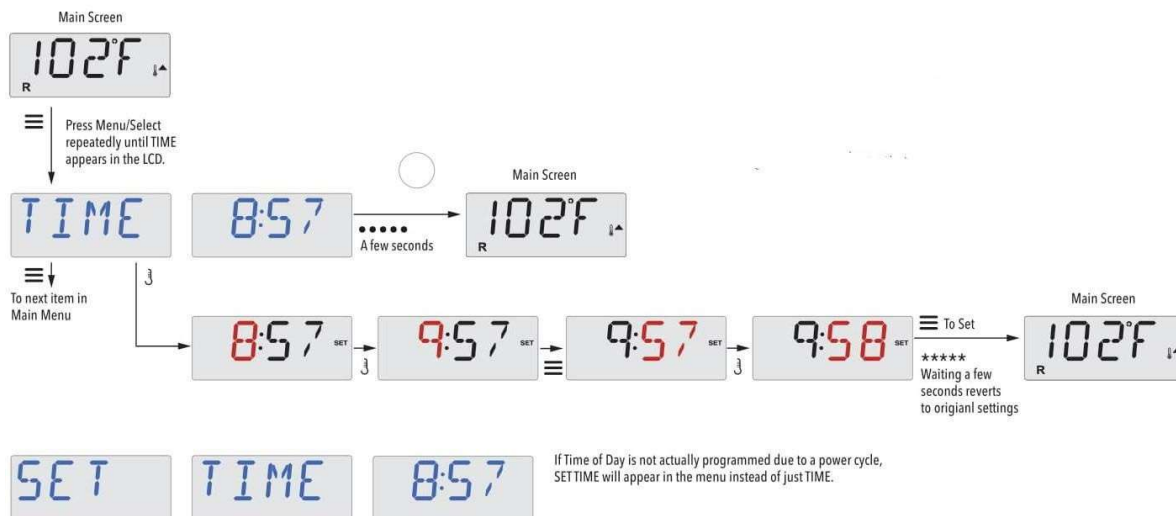 Main Screen
102°F
R
Press Menu/Select
repeatedly until TIME
appears in the LCD.
TIME
8:57
•••••
A few seconds
Main Screen
102°F
R
To next item in
Main Menu
8:57 SET
9:57 SET
9:57 SET
9:58 SET
To Set
*****
Waiting a few
seconds reverts
to origianl settings
Main Screen
102°F
R
SET
TIME
8:57
If Time of Day is not actually programmed due to a power cycle,
SET TIME will appear in the menu instead of just TIME.